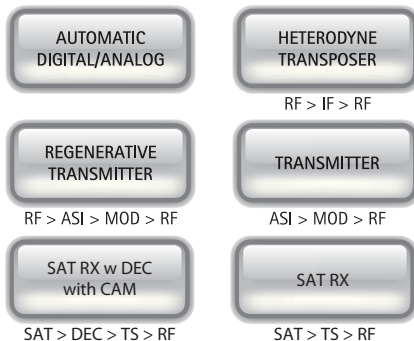 AUTOMATIC
DIGITAL/ANALOG
HETERODYNE
TRANSPOSER
RF > IF > RF
REGENERATIVE
TRANSMITTER
RF > ASI > MOD > RF
TRANSMITTER
ASI > MOD > RF
SAT RX w DEC
with CAM
SAT > DEC > TS > RF
SAT RX
SAT > TS > RF